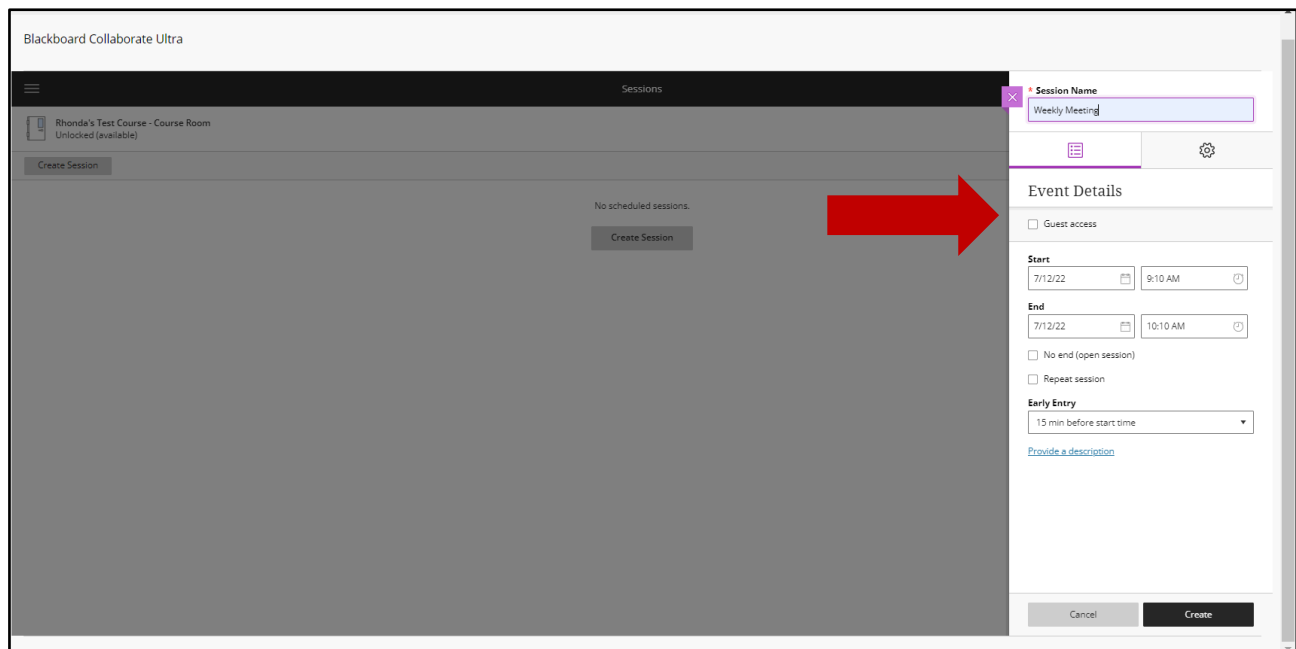 Blackboard Collaborate Ultra
Sessions
Rhonda's Test Course - Course Room
Unlocked (available)
Create Session
No scheduled sessions.
Create Session
* Session Name
Weekly Meeting
Event Details
Guest access
Start
7/12/22 9:10 AM
End
7/12/22 10:10 AM
No end (open session)
Repeat session
Early Entry
15 min before start time
Provide a description
Cancel Create